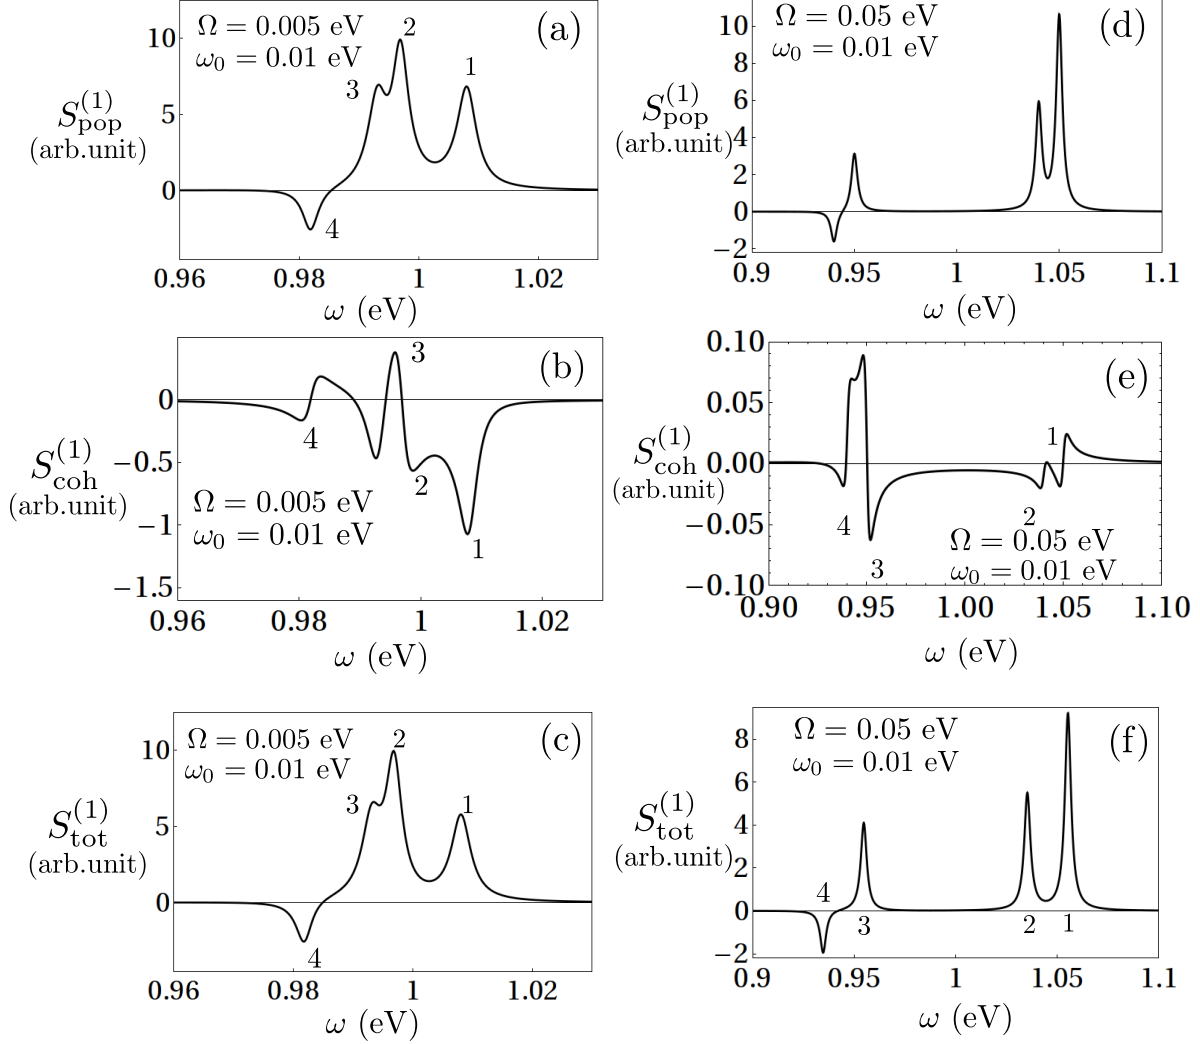 Ω = 0.005 eV
ω₀ = 0.01 eV
(a)
10
5
0
S_pop^(1)
(arb.unit)
1
2
3
4
0.96 0.98 1 1.02
ω (eV)
Ω = 0.05 eV
ω₀ = 0.01 eV
(d)
10
8
6
4
2
0
−2
S_pop^(1)
(arb.unit)
0.9 0.95 1 1.05 1.1
ω (eV)
(b)
0
−0.5
−1
−1.5
S_coh^(1)
(arb.unit)
Ω = 0.005 eV
ω₀ = 0.01 eV
3
4
2
1
0.96 0.98 1 1.02
ω (eV)
(e)
0.10
0.05
0.00
−0.05
−0.10
S_coh^(1)
(arb.unit)
1
2
4
3
Ω = 0.05 eV
ω₀ = 0.01 eV
0.90 0.95 1.00 1.05 1.10
ω (eV)
Ω = 0.005 eV
ω₀ = 0.01 eV
(c)
10
5
0
S_tot^(1)
(arb.unit)
2
3
1
4
0.96 0.98 1 1.02
ω (eV)
Ω = 0.05 eV
ω₀ = 0.01 eV
(f)
8
6
4
2
0
−2
S_tot^(1)
(arb.unit)
4
3
2
1
0.9 0.95 1 1.05 1.1
ω (eV)